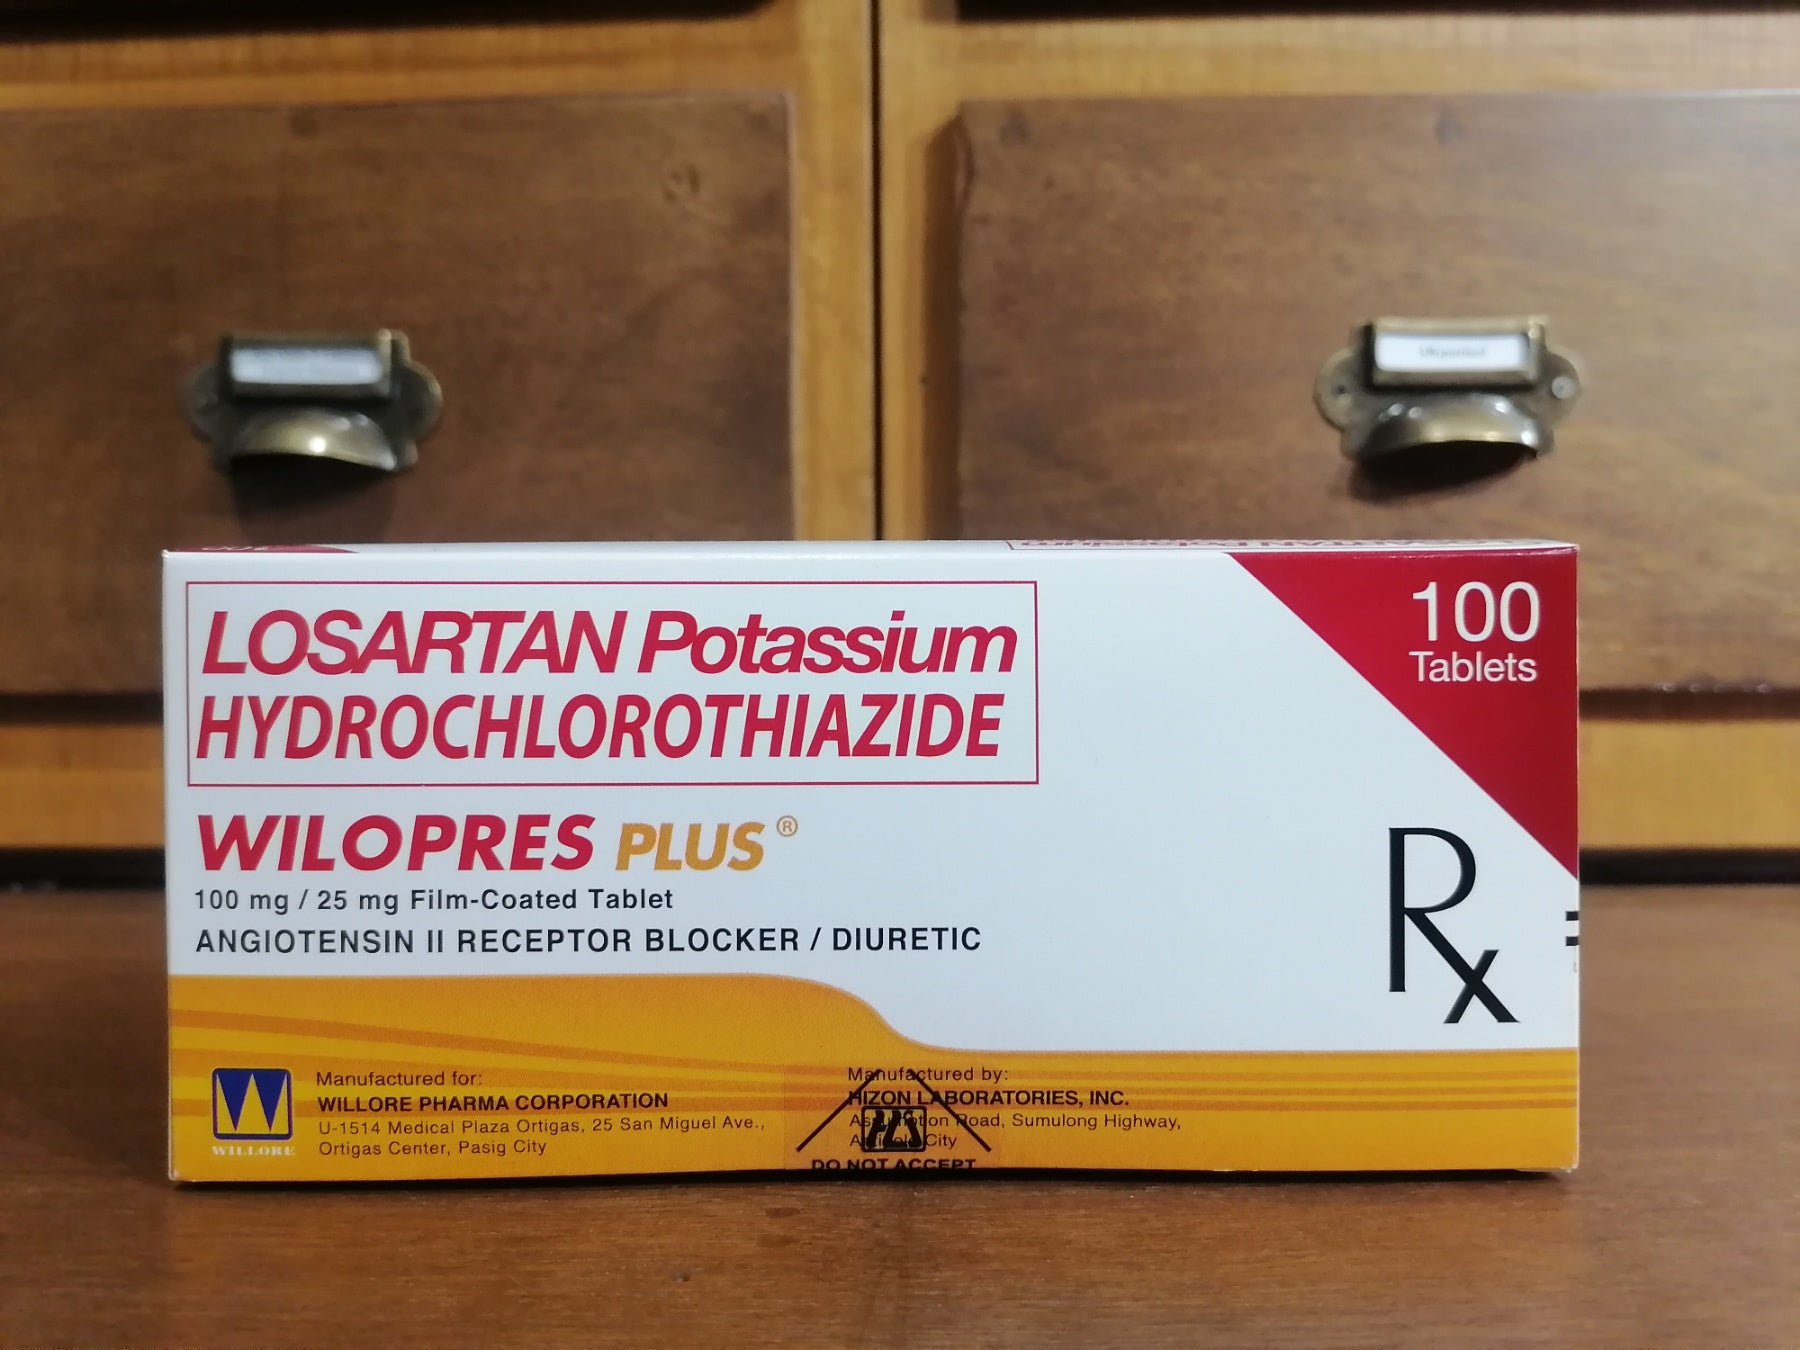 LOSARTAN Potassium
HYDROCHLOROTHIAZIDE
WILOPRES PLUS ®
100 mg / 25 mg Film-Coated Tablet
ANGIOTENSIN II RECEPTOR BLOCKER / DIURETIC
100
Tablets
Rx
WILLORE
Manufactured for:
WILLORE PHARMA CORPORATION
U-1514 Medical Plaza Ortigas, 25 San Miguel Ave.,
Ortigas Center, Pasig City
Manufactured by:
HIZON LABORATORIES, INC.
Road, Sumulong Highway,
City
DO NOT ACCEPT